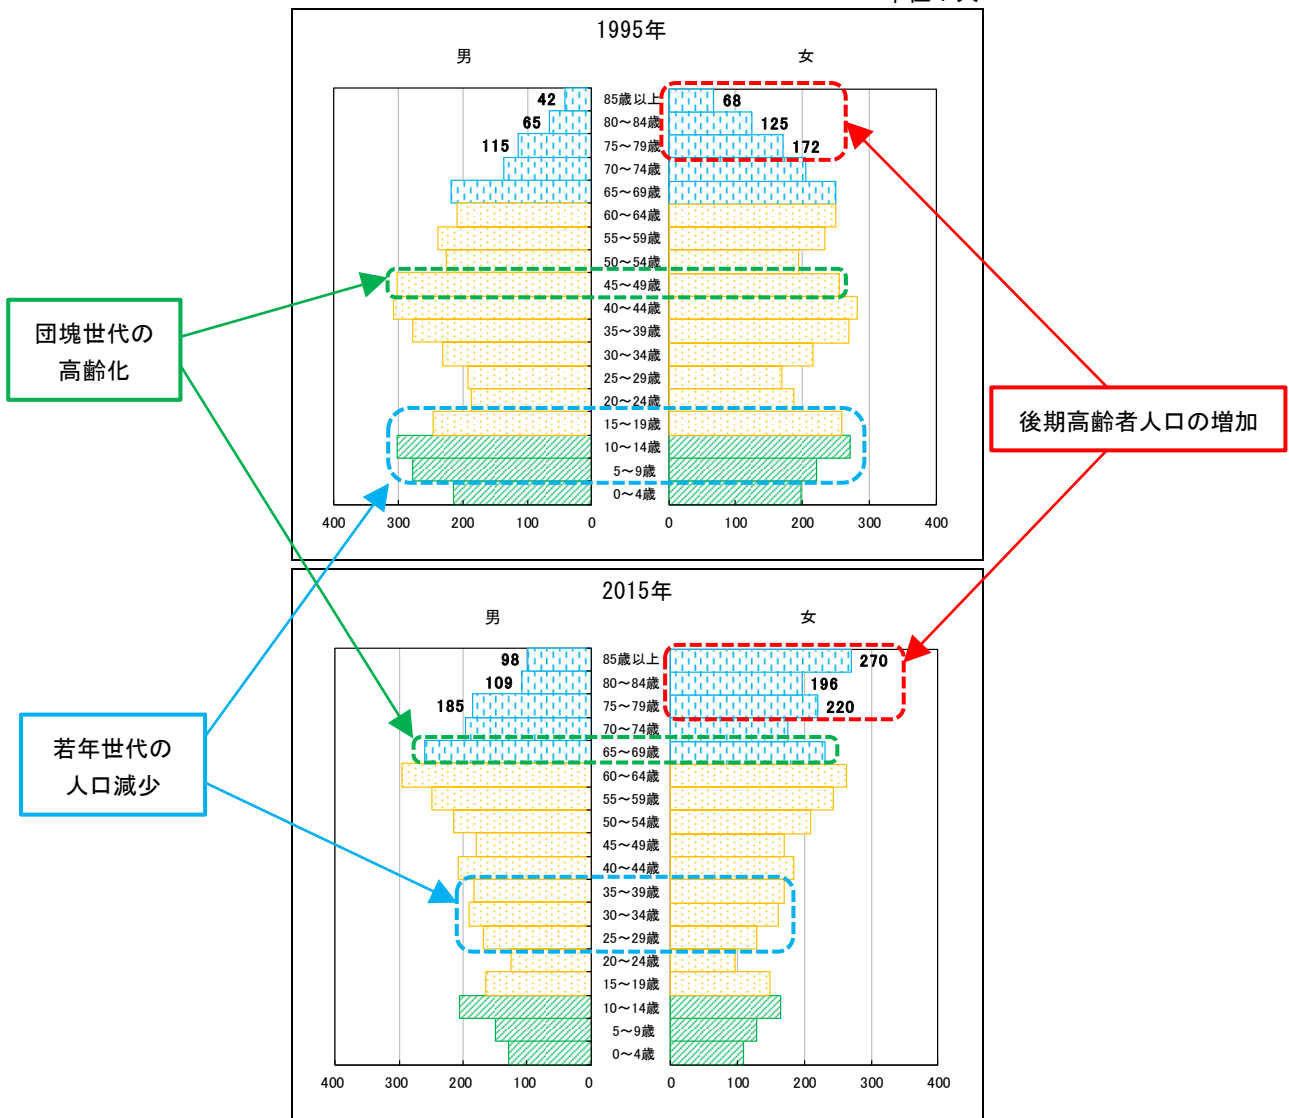 1995年
男 女
42 85歳以上 68
65 80~84歳 125
115 75~79歳 172
70~74歳
65~69歳
60~64歳
55~59歳
50~54歳
45~49歳
40~44歳
35~39歳
30~34歳
25~29歳
20~24歳
15~19歳
10~14歳
5~9歳
0~4歳
400 300 200 100 0 0 100 200 300 400
団塊世代の
高齢化
後期高齢者人口の増加
2015年
男 女
98 85歳以上 270
109 80~84歳 196
185 75~79歳 220
70~74歳
65~69歳
60~64歳
55~59歳
50~54歳
45~49歳
40~44歳
35~39歳
30~34歳
25~29歳
20~24歳
15~19歳
10~14歳
5~9歳
0~4歳
400 300 200 100 0 0 100 200 300 400
若年世代の
人口減少